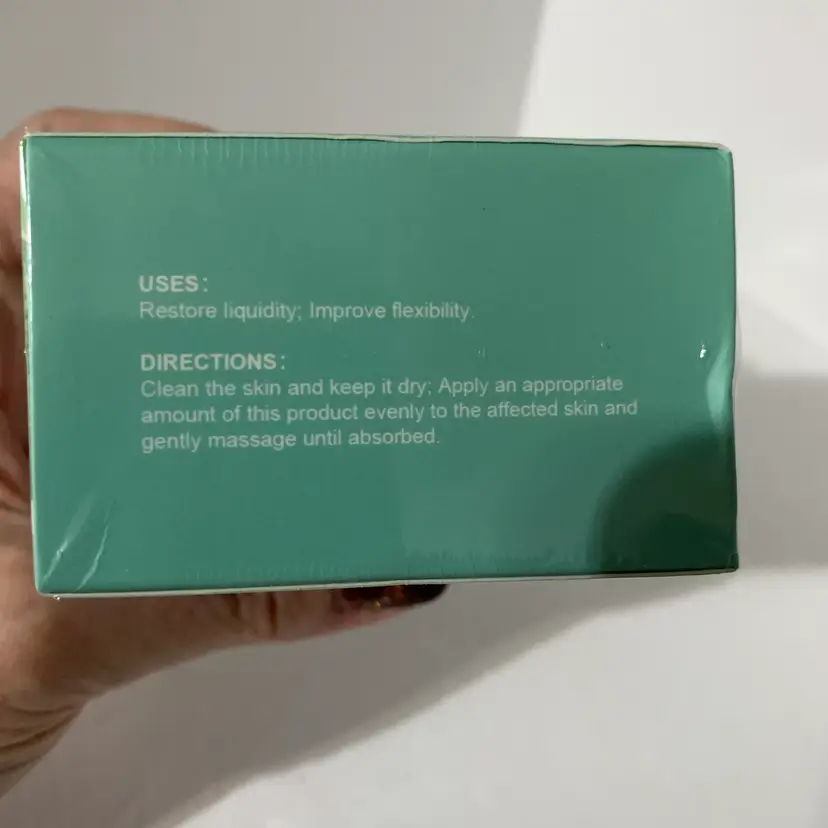 USES:
Restore liquidity; Improve flexibility.
DIRECTIONS:
Clean the skin and keep it dry; Apply an appropriate
amount of this product evenly to the affected skin and
gently massage until absorbed.